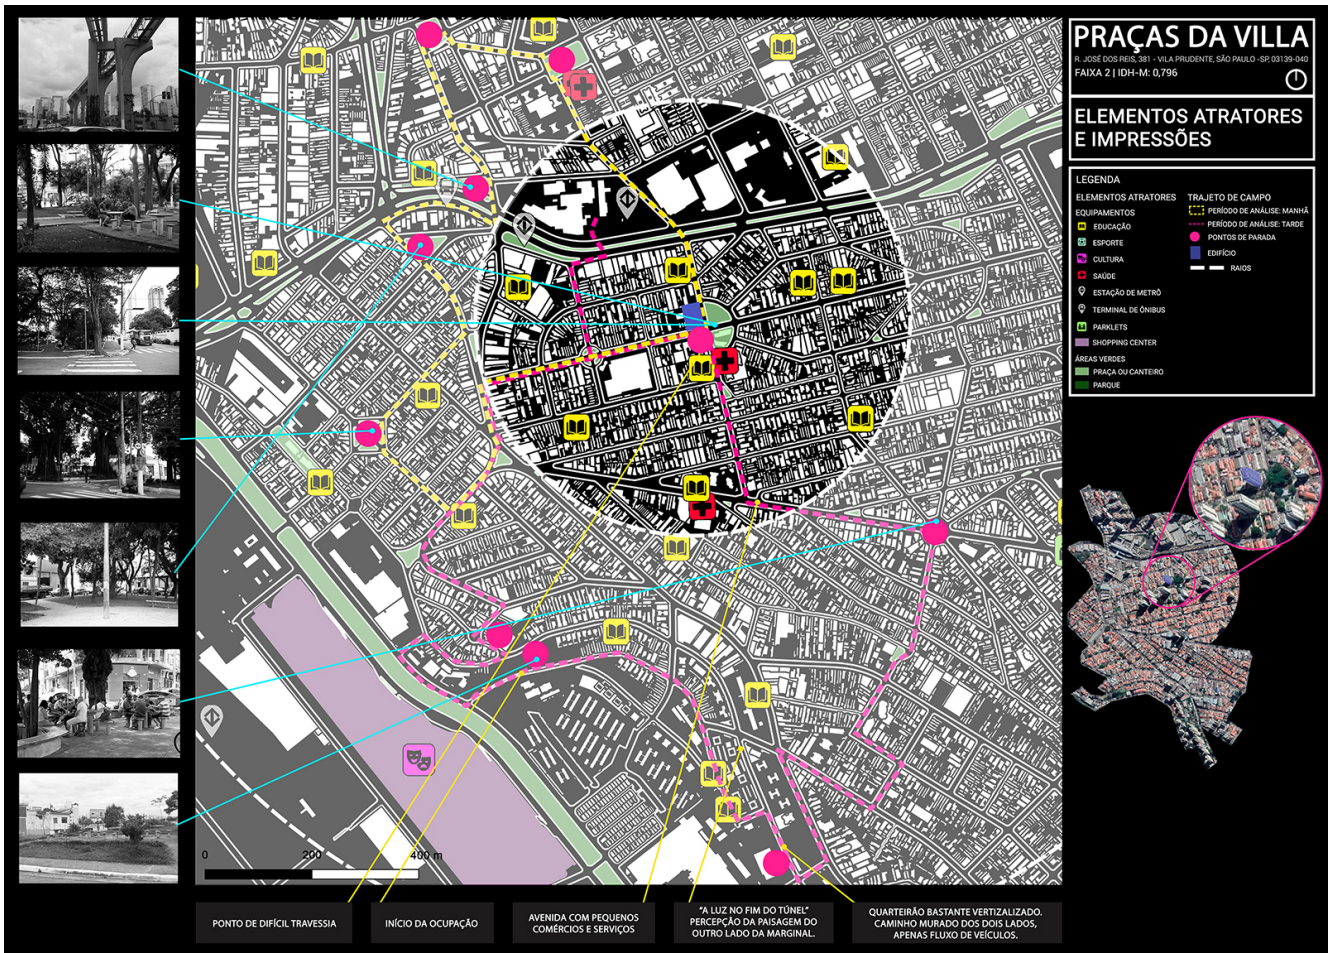 PRAÇAS DA VILLA
R. JOSÉ DOS REIS, 381 - VILA PRUDENTE, SÃO PAULO -SP, 03139-040
FAIXA 2 | IDH-M: 0,796
ELEMENTOS ATRATORES
E IMPRESSÕES
LEGENDA
ELEMENTOS ATRATORES
EQUIPAMENTOS
EDUCAÇÃO
ESPORTE
CULTURA
SAÚDE
ESTAÇÃO DE METRÔ
TERMINAL DE ÔNIBUS
PARKLETS
SHOPPING CENTER
ÁREAS VERDES
PRAÇA OU CANTEIRO
PARQUE
TRAJETO DE CAMPO
PERÍODO DE ANÁLISE: MANHÃ
PERÍODO DE ANÁLISE: TARDE
PONTOS DE PARADA
EDIFÍCIO
RAIOS
0 200 400 m
PONTO DE DIFÍCIL TRAVESSIA
INÍCIO DA OCUPAÇÃO
AVENIDA COM PEQUENOS
COMÉRCIOS E SERVIÇOS
"A LUZ NO FIM DO TÚNEL"
PERCEPÇÃO DA PAISAGEM DO
OUTRO LADO DA MARGINAL.
QUARTEIRÃO BASTANTE VERTIZALIZADO.
CAMINHO MURADO DOS DOIS LADOS,
APENAS FLUXO DE VEÍCULOS.